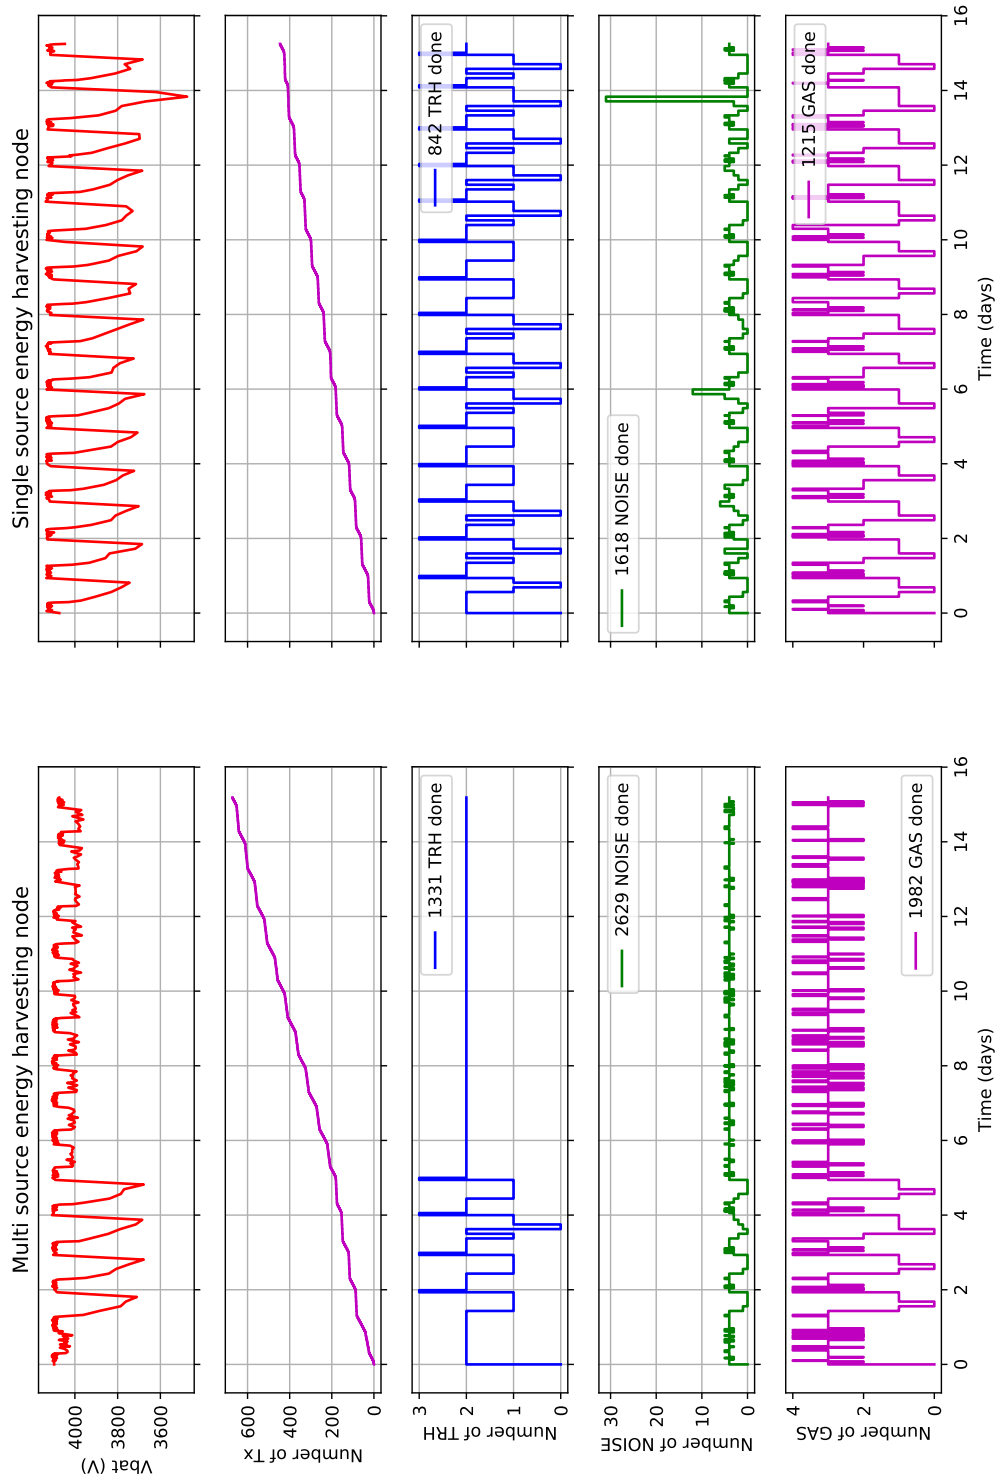 Multi source energy harvesting node
Single source energy harvesting node
Vbat (V)
4000
3800
3600
Number of Tx
600
400
200
0
Number of TRH
3
2
1
0
1331 TRH done
842 TRH done
Number of NOISE
30
20
10
0
2629 NOISE done
1618 NOISE done
Number of GAS
4
2
0
1982 GAS done
1215 GAS done
0 2 4 6 8 10 12 14 16
0 2 4 6 8 10 12 14 16
Time (days)
Time (days)